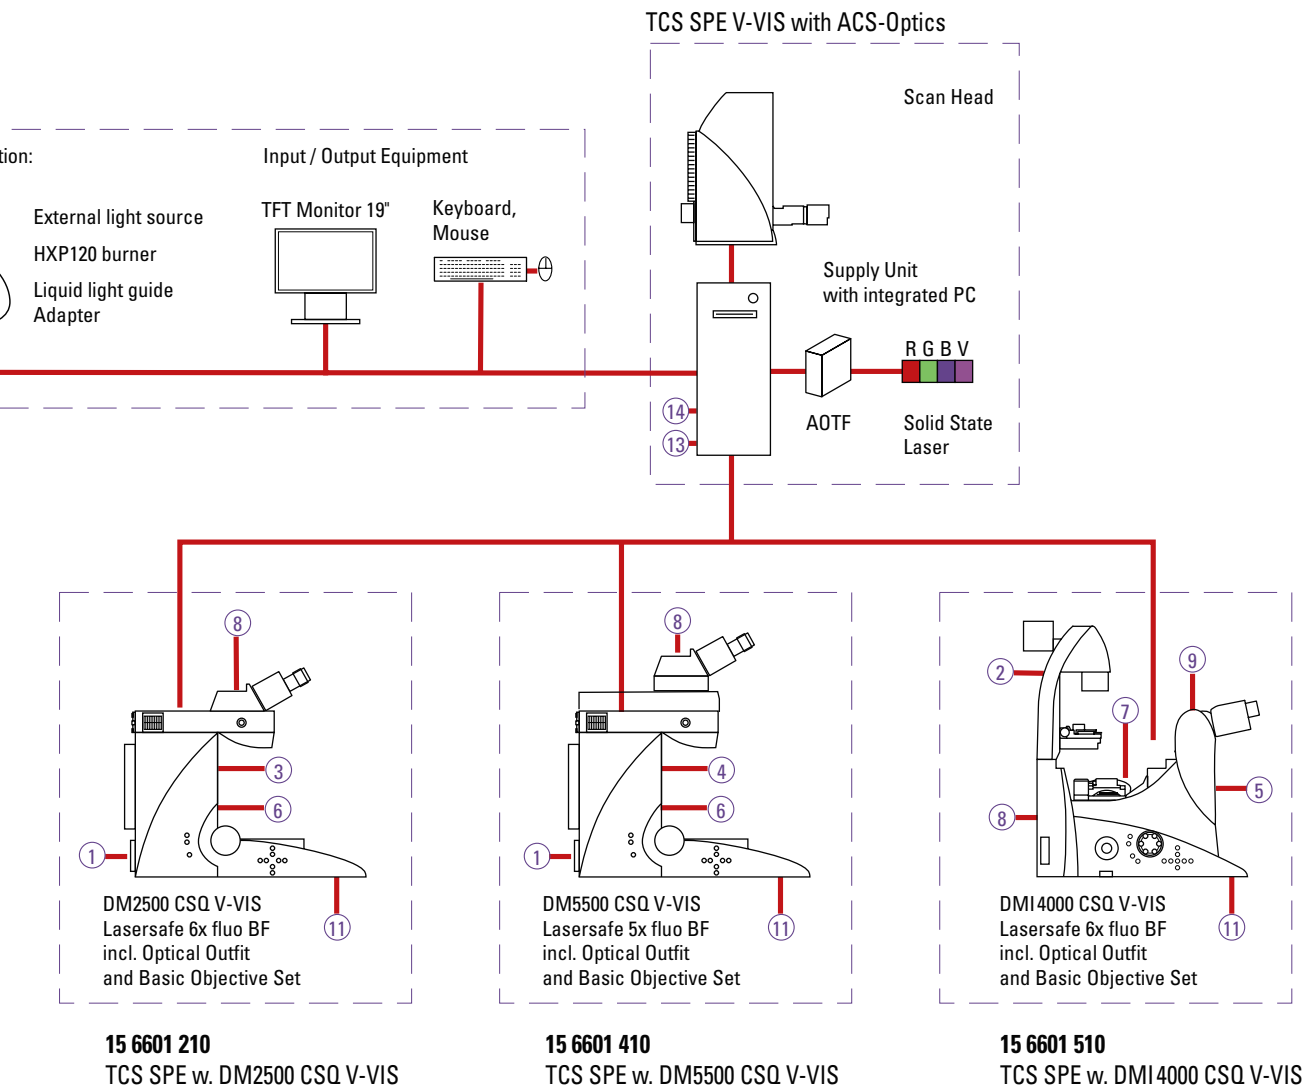 TCS SPE V-VIS with ACS-Optics
Scan Head
tion:
Input / Output Equipment
External light source
HXP120 burner
Liquid light guide
Adapter
TFT Monitor 19"
Keyboard,
Mouse
Supply Unit
with integrated PC
R G B V
AOTF
Solid State
Laser
14
13
8
3
6
1
11
DM2500 CSQ V-VIS
Lasersafe 6x fluo BF
incl. Optical Outfit
and Basic Objective Set
8
4
6
1
11
DM5500 CSQ V-VIS
Lasersafe 5x fluo BF
incl. Optical Outfit
and Basic Objective Set
2
9
7
5
8
11
DMI4000 CSQ V-VIS
Lasersafe 6x fluo BF
incl. Optical Outfit
and Basic Objective Set
15 6601 210
TCS SPE w. DM2500 CSQ V-VIS
15 6601 410
TCS SPE w. DM5500 CSQ V-VIS
15 6601 510
TCS SPE w. DMI4000 CSQ V-VIS